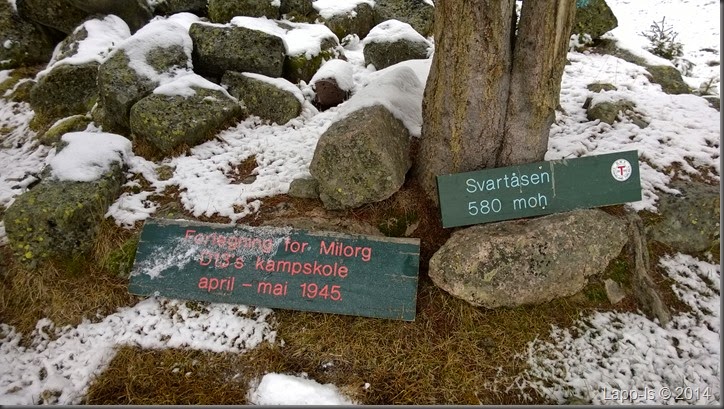 Forlegning for Milorg
D13's kampskole
april - mai 1945.
Svartåsen
580 moh
T
Lapp-Is © 2014